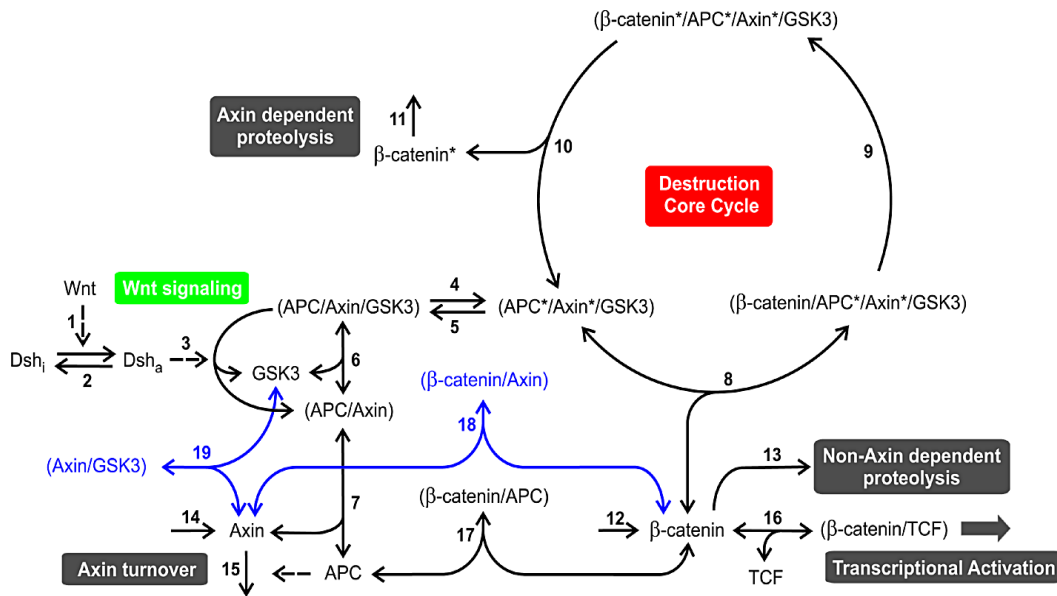 (β-catenin*/APC*/Axin*/GSK3)
Axin dependent
proteolysis
11
β-catenin*
10
9
Destruction
Core Cycle
Wnt
Wnt signaling
1
Dshi
2
Dsha
3
(APC/Axin/GSK3)
4
5
(APC*/Axin*/GSK3)
(β-catenin/APC*/Axin*/GSK3)
GSK3
6
(β-catenin/Axin)
8
(APC/Axin)
18
(Axin/GSK3)
19
13
Non-Axin dependent
proteolysis
7
(β-catenin/APC)
14
Axin
17
12
β-catenin
16
(β-catenin/TCF)
Axin turnover
15
APC
TCF
Transcriptional Activation